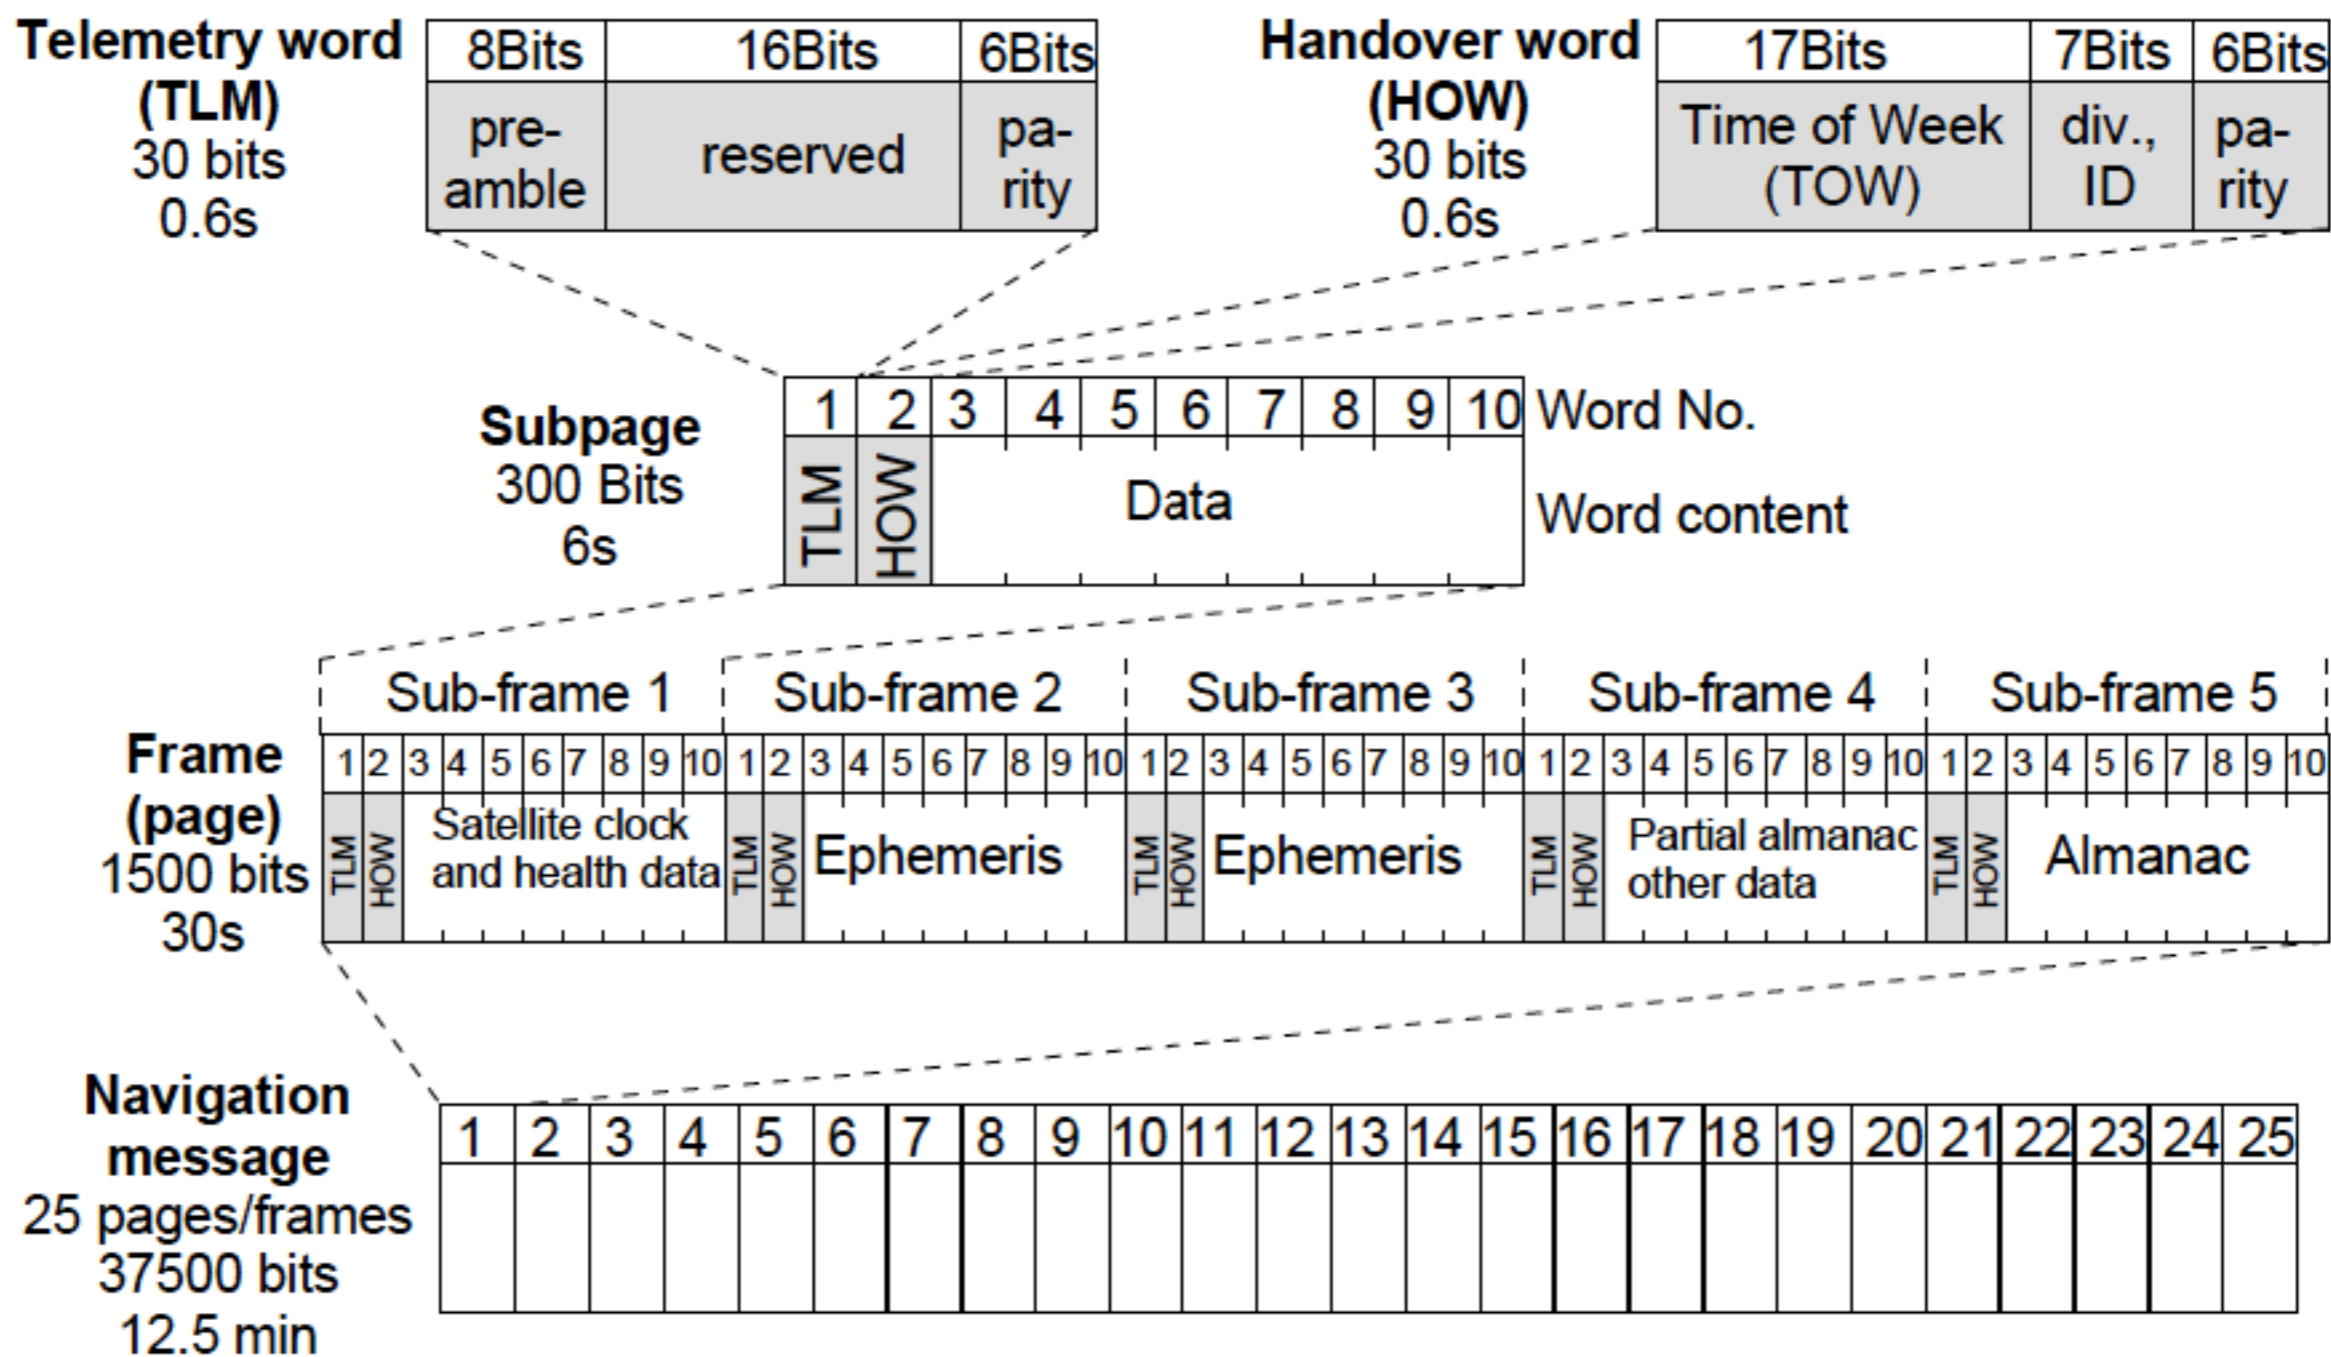 Telemetry word
(TLM)
30 bits
0.6s
8Bits 16Bits 6Bits
pre-
amble
reserved
pa-
rity
Handover word
(HOW)
30 bits
0.6s
17Bits 7Bits 6Bits
Time of Week
(TOW)
div.,
ID
pa-
rity
Subpage
300 Bits
6s
1 2 3 4 5 6 7 8 9 10 Word No.
TLM HOW Data Word content
Sub-frame 1 Sub-frame 2 Sub-frame 3 Sub-frame 4 Sub-frame 5
Frame
(page)
1500 bits
30s
1 2 3 4 5 6 7 8 9 10 1 2 3 4 5 6 7 8 9 10 1 2 3 4 5 6 7 8 9 10 1 2 3 4 5 6 7 8 9 10 1 2 3 4 5 6 7 8 9 10
TLM HOW
Satellite clock
and health data
TLM HOW Ephemeris
TLM HOW Ephemeris
TLM HOW
Partial almanac
other data
TLM HOW Almanac
Navigation
message
25 pages/frames
37500 bits
12.5 min
1 2 3 4 5 6 7 8 9 10 11 12 13 14 15 16 17 18 19 20 21 22 23 24 25